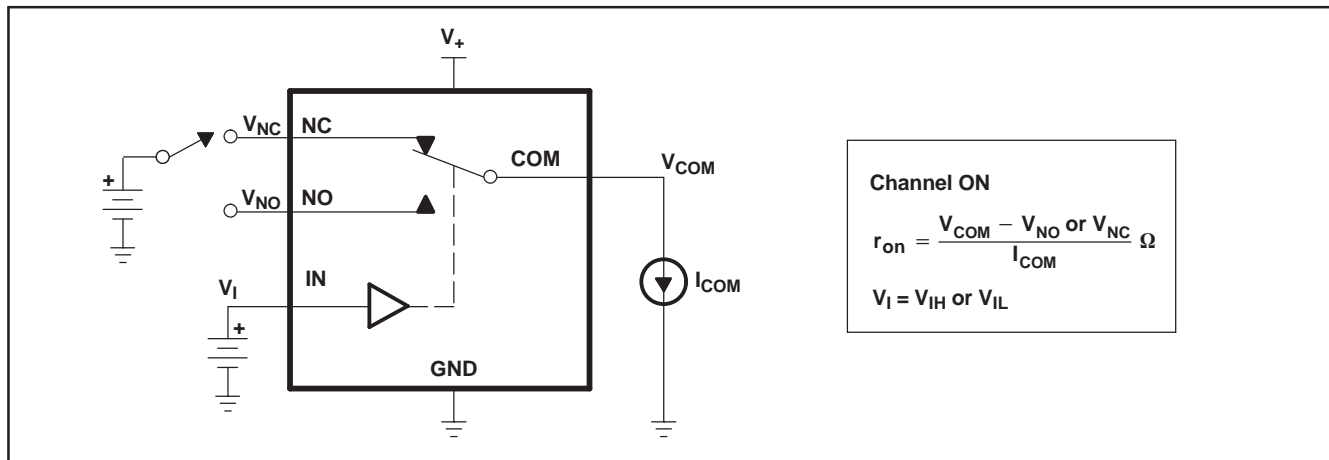 V+
VNC NC
COM
VCOM
+
VNO NO
VI IN
+
ICOM
GND
Channel ON
ron = VCOM − VNO or VNC / ICOM Ω
VI = VIH or VIL